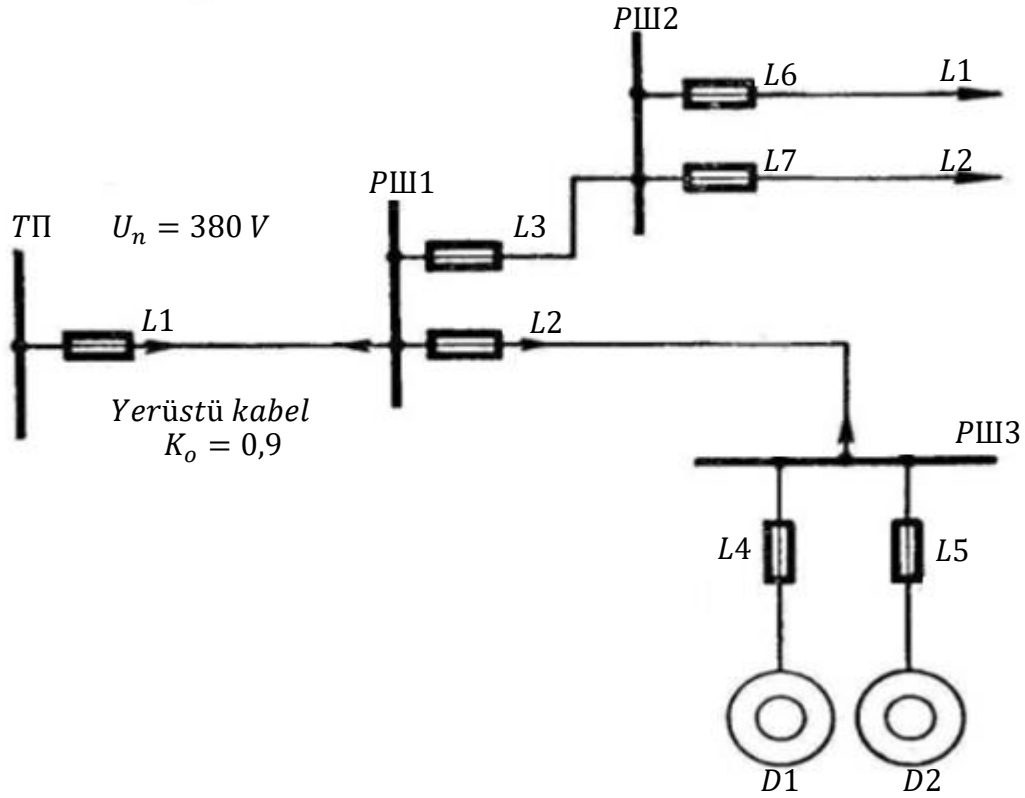 РШ2
L6 L1
L7 L2
РШ1
ТП U_n = 380 V
L3
L1
L2
Yerüstü kabel
K_o = 0,9
РШ3
L4
L5
D1 D2